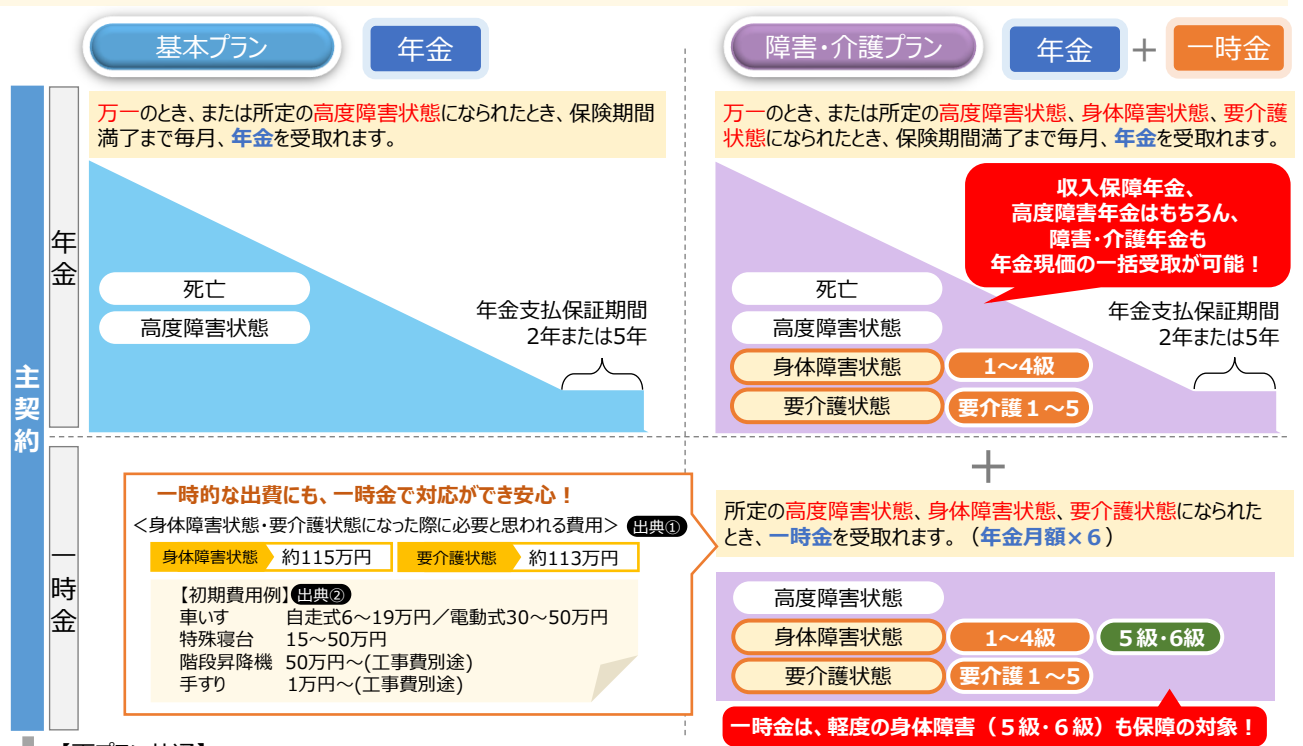 基本プラン
年金
障害・介護プラン
年金
+
一時金
主契約
年金
万一のとき、または所定の高度障害状態になられたとき、保険期間
満了まで毎月、年金を受取れます。
死亡
高度障害状態
年金支払保証期間
2年または5年
万一のとき、または所定の高度障害状態、身体障害状態、要介護
状態になられたとき、保険期間満了まで毎月、年金を受取れます。
収入保障年金、
高度障害年金はもちろん、
障害・介護年金も
年金現価の一括受取が可能！
死亡
高度障害状態
身体障害状態 1～4級
要介護状態 要介護１～5
年金支払保証期間
2年または5年
一時金
一時的な出費にも、一時金で対応ができ安心！
＜身体障害状態・要介護状態になった際に必要と思われる費用＞ 出典①
身体障害状態 約115万円 要介護状態 約113万円
【初期費用例】出典②
車いす 自走式6～19万円／電動式30～50万円
特殊寝台 15～50万円
階段昇降機 50万円～(工事費別途)
手すり 1万円～(工事費別途)
+
所定の高度障害状態、身体障害状態、要介護状態になられた
とき、一時金を受取れます。（年金月額×６）
高度障害状態
身体障害状態 1～4級 ５級・6級
要介護状態 要介護１～5
一時金は、軽度の身体障害（５級・６級）も保障の対象！